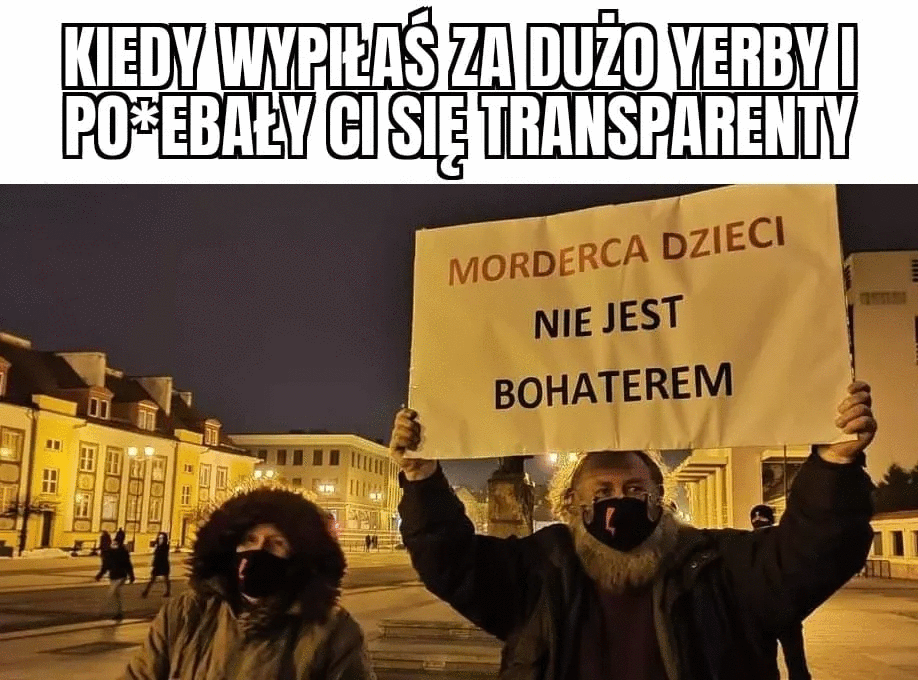 KIEDY WYPIŁAŚ ZA DUŻO YERBY I
PO*EBAŁY CI SIĘ TRANSPARENTY
MORDERCA DZIECI
NIE JEST
BOHATEREM